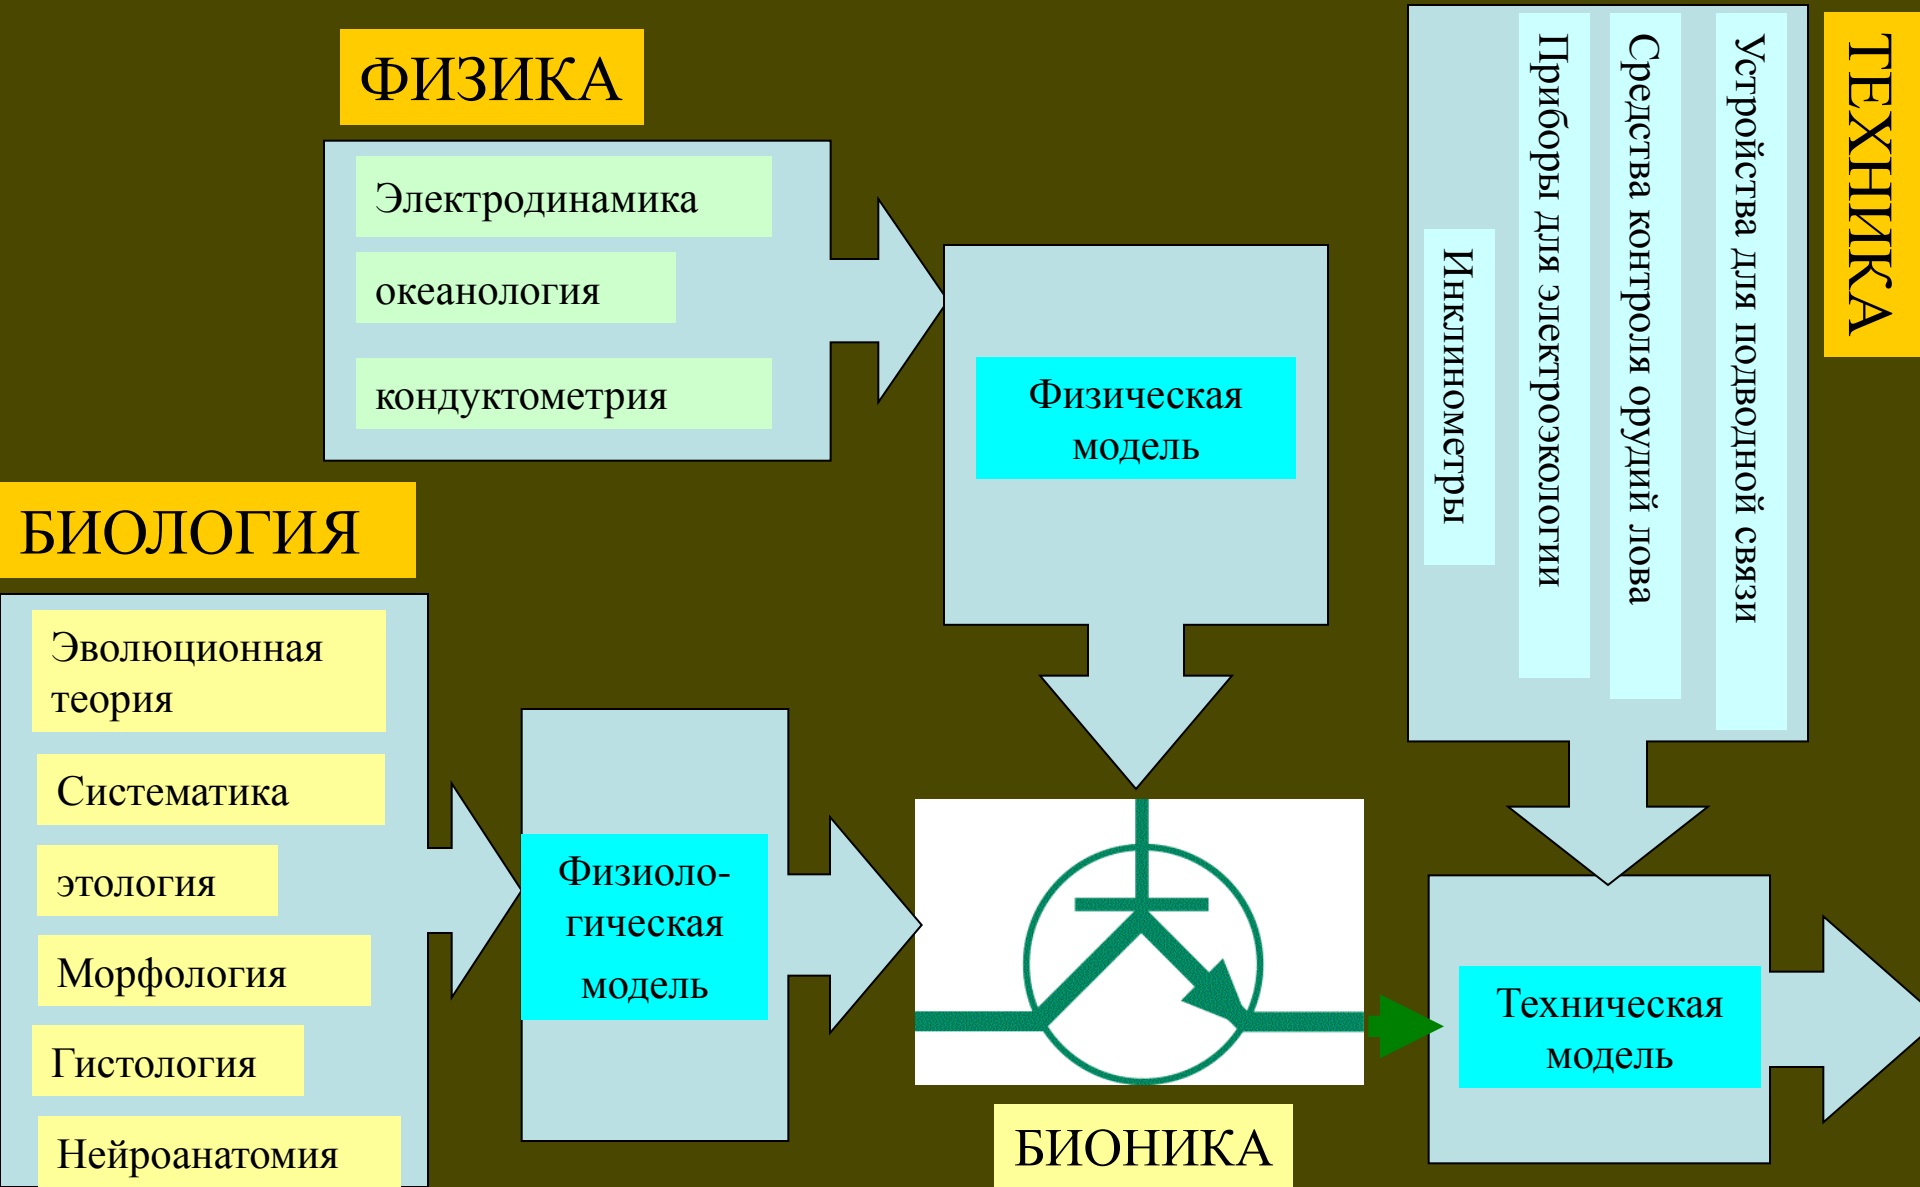 ФИЗИКА
Электродинамика
океанология
кондуктометрия
Физическая
модель
БИОЛОГИЯ
Эволюционная
теория
Систематика
этология
Морфология
Гистология
Нейроанатомия
Физиоло-
гическая
модель
БИОНИКА
ТЕХНИКА
Устройства для подводной связи
Средства контроля орудий лова
Приборы для электроэкологии
Инклинометры
Техническая
модель